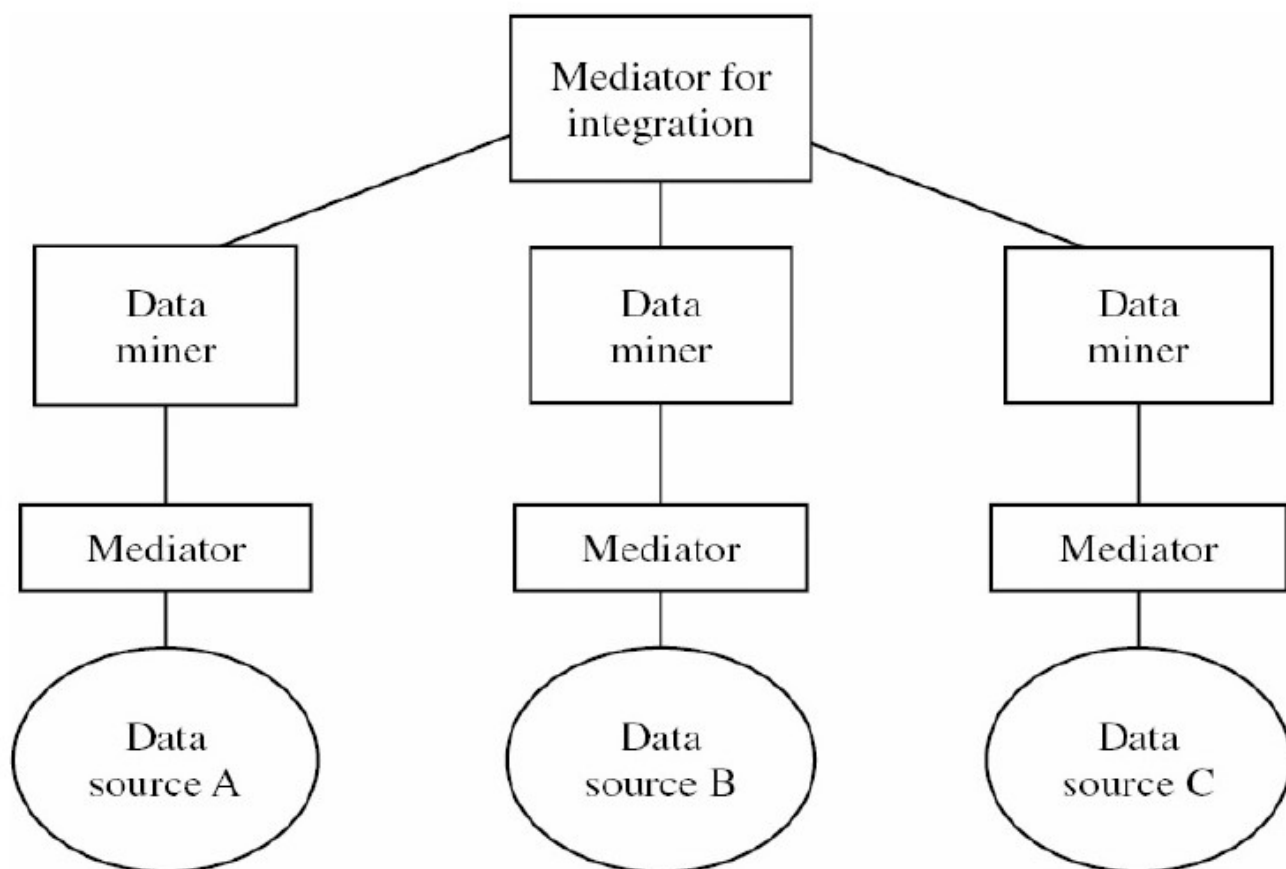 Mediator for
integration
Data
miner
Data
miner
Data
miner
Mediator
Mediator
Mediator
Data
source A
Data
source B
Data
source C